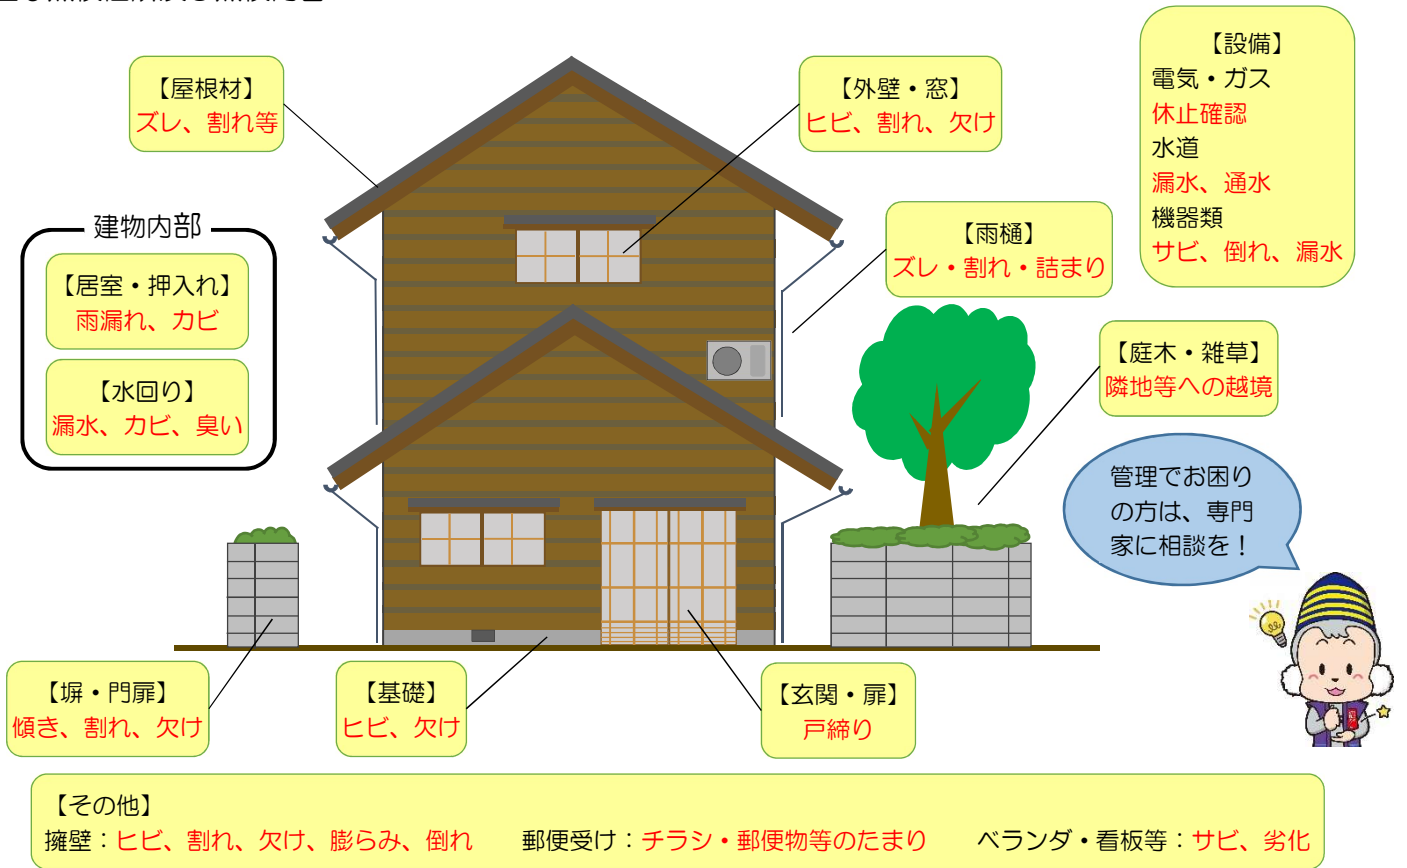 【屋根材】
ズレ、割れ等
【外壁・窓】
ヒビ、割れ、欠け
【設備】
電気・ガス
休止確認
水道
漏水、通水
機器類
サビ、倒れ、漏水
建物内部
【居室・押入れ】
雨漏れ、カビ
【水回り】
漏水、カビ、臭い
【雨樋】
ズレ・割れ・詰まり
【庭木・雑草】
隣地等への越境
管理でお困り
の方は、専門
家に相談を！
【塀・門扉】
傾き、割れ、欠け
【基礎】
ヒビ、欠け
【玄関・扉】
戸締り
【その他】
擁壁：ヒビ、割れ、欠け、膨らみ、倒れ　郵便受け：チラシ・郵便物等のたまり　ベランダ・看板等：サビ、劣化